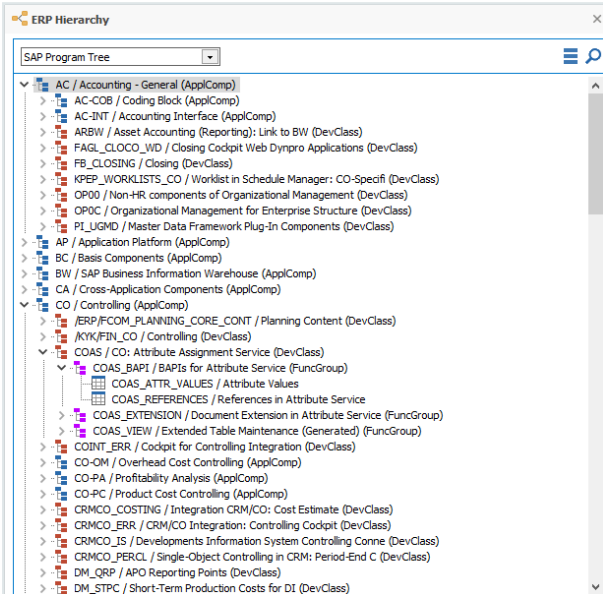 ERP Hierarchy
SAP Program Tree
AC / Accounting - General (ApplComp)
AC-COB / Coding Block (ApplComp)
AC-INT / Accounting Interface (ApplComp)
ARBW / Asset Accounting (Reporting): Link to BW (DevClass)
FAGL_CLOCO_WD / Closing Cockpit Web Dynpro Applications (DevClass)
FB_CLOSING / Closing (DevClass)
KPEP_WORKLISTS_CO / Worklist in Schedule Manager: CO-Specifi (DevClass)
OP00 / Non-HR components of Organizational Management (DevClass)
OP0C / Organizational Management for Enterprise Structure (DevClass)
PI_UGMD / Master Data Framework Plug-In Components (DevClass)
AP / Application Platform (ApplComp)
BC / Basis Components (ApplComp)
BW / SAP Business Information Warehouse (ApplComp)
CA / Cross-Application Components (ApplComp)
CO / Controlling (ApplComp)
/ERP/FCOM_PLANNING_CORE_CONT / Planning Content (DevClass)
/KYK/FIN_CO / Controlling (DevClass)
COAS / CO: Attribute Assignment Service (DevClass)
COAS_BAPI / BAPIs for Attribute Service (FuncGroup)
COAS_ATTR_VALUES / Attribute Values
COAS_REFERENCES / References in Attribute Service
COAS_EXTENSION / Document Extension in Attribute Service (FuncGroup)
COAS_VIEW / Extended Table Maintenance (Generated) (FuncGroup)
COINT_ERR / Cockpit for Controlling Integration (DevClass)
CO-OM / Overhead Cost Controlling (ApplComp)
CO-PA / Profitability Analysis (ApplComp)
CO-PC / Product Cost Controlling (ApplComp)
CRMCO_COSTING / Integration CRM/CO: Cost Estimate (DevClass)
CRMCO_ERR / CRM/CO Integration: Controlling Cockpit (DevClass)
CRMCO_IS / Developments Information System Controlling Conne (DevClass)
CRMCO_PERCL / Single-Object Controlling in CRM: Period-End C (DevClass)
DM_QRP / APO Reporting Points (DevClass)
DM_STPC / Short-Term Production Costs for DI (DevClass)